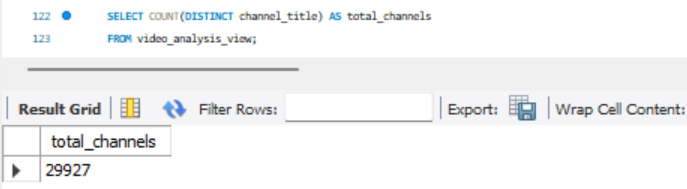 122 SELECT COUNT(DISTINCT channel_title) AS total_channels
123 FROM video_analysis_view;
Result Grid Filter Rows: Export: Wrap Cell Content:
total_channels
29927